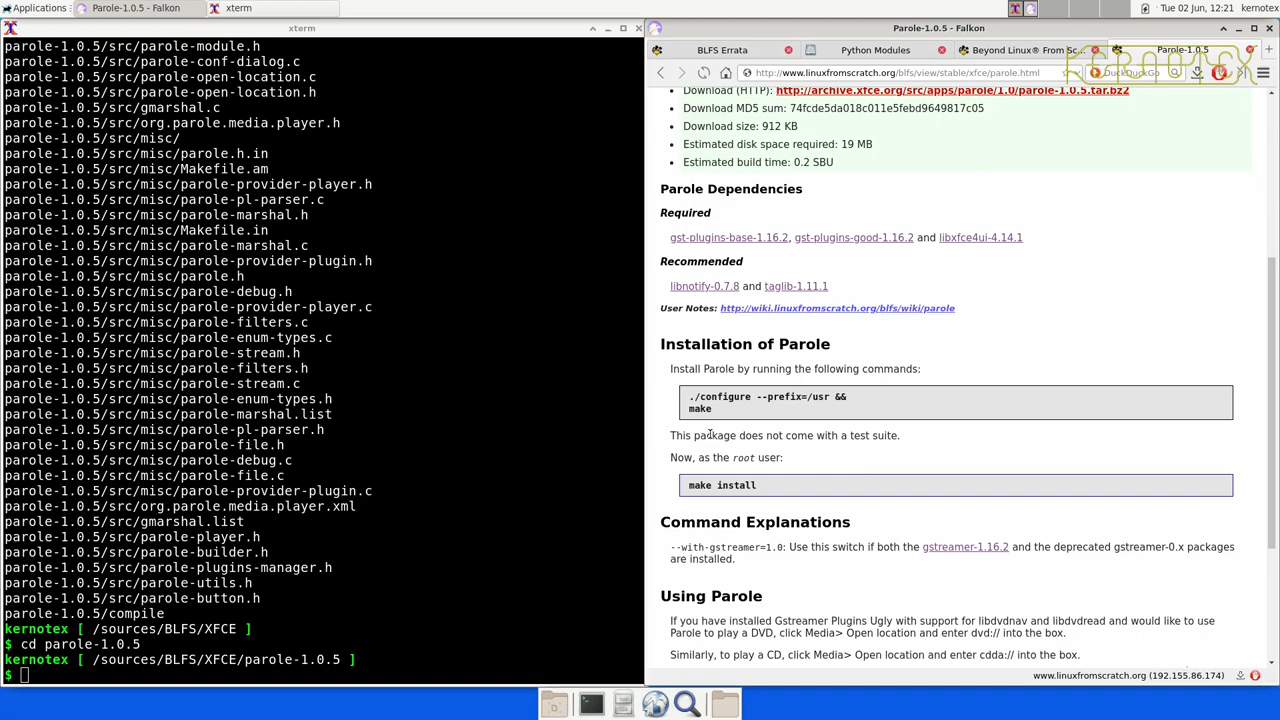 Applications
Parole-1.0.5 - Falkon
xterm
Tue 02 Jun, 12:21
kernotex
xterm
parole-1.0.5/src/parole-module.h
parole-1.0.5/src/parole-conf-dialog.c
parole-1.0.5/src/parole-open-location.c
parole-1.0.5/src/parole-open-location.h
parole-1.0.5/src/gmarshal.c
parole-1.0.5/src/org.parole.media.player.h
parole-1.0.5/src/misc/
parole-1.0.5/src/misc/parole.h.in
parole-1.0.5/src/misc/Makefile.am
parole-1.0.5/src/misc/parole-provider-player.h
parole-1.0.5/src/misc/parole-pl-parser.c
parole-1.0.5/src/misc/parole-marshal.h
parole-1.0.5/src/misc/Makefile.in
parole-1.0.5/src/misc/parole-marshal.c
parole-1.0.5/src/misc/parole-provider-plugin.h
parole-1.0.5/src/misc/parole.h
parole-1.0.5/src/misc/parole-debug.h
parole-1.0.5/src/misc/parole-provider-player.c
parole-1.0.5/src/misc/parole-filters.c
parole-1.0.5/src/misc/parole-enum-types.c
parole-1.0.5/src/misc/parole-stream.h
parole-1.0.5/src/misc/parole-filters.h
parole-1.0.5/src/misc/parole-stream.c
parole-1.0.5/src/misc/parole-enum-types.h
parole-1.0.5/src/misc/parole-marshal.list
parole-1.0.5/src/misc/parole-pl-parser.h
parole-1.0.5/src/misc/parole-file.h
parole-1.0.5/src/misc/parole-debug.c
parole-1.0.5/src/misc/parole-file.c
parole-1.0.5/src/misc/parole-provider-plugin.c
parole-1.0.5/src/org.parole.media.player.xml
parole-1.0.5/src/gmarshal.list
parole-1.0.5/src/parole-player.h
parole-1.0.5/src/parole-builder.h
parole-1.0.5/src/parole-plugins-manager.h
parole-1.0.5/src/parole-utils.h
parole-1.0.5/src/parole-button.h
parole-1.0.5/compile
kernotex [ /sources/BLFS/XFCE ]
$ cd parole-1.0.5
kernotex [ /sources/BLFS/XFCE/parole-1.0.5 ]
$
Parole-1.0.5 - Falkon
BLFS Errata
Python Modules
Beyond Linux® From Sc...
Parole-1.0.5
http://www.linuxfromscratch.org/blfs/view/stable/xfce/parole.html
DuckDuckGo
KERNOTEX
Download (HTTP): http://archive.xfce.org/src/apps/parole/1.0/parole-1.0.5.tar.bz2
Download MD5 sum: 74fcde5da018c011e5febd9649817c05
Download size: 912 KB
Estimated disk space required: 19 MB
Estimated build time: 0.2 SBU
Parole Dependencies
Required
gst-plugins-base-1.16.2, gst-plugins-good-1.16.2 and libxfce4ui-4.14.1
Recommended
libnotify-0.7.8 and taglib-1.11.1
User Notes: http://wiki.linuxfromscratch.org/blfs/wiki/parole
Installation of Parole
Install Parole by running the following commands:
./configure --prefix=/usr &&
make
This package does not come with a test suite.
Now, as the root user:
make install
Command Explanations
--with-gstreamer=1.0: Use this switch if both the gstreamer-1.16.2 and the deprecated gstreamer-0.x packages
are installed.
Using Parole
If you have installed Gstreamer Plugins Ugly with support for libdvdnav and libdvdread and would like to use
Parole to play a DVD, click Media> Open location and enter dvd:// into the box.
Similarly, to play a CD, click Media> Open location and enter cdda:// into the box.
www.linuxfromscratch.org (192.155.86.174)